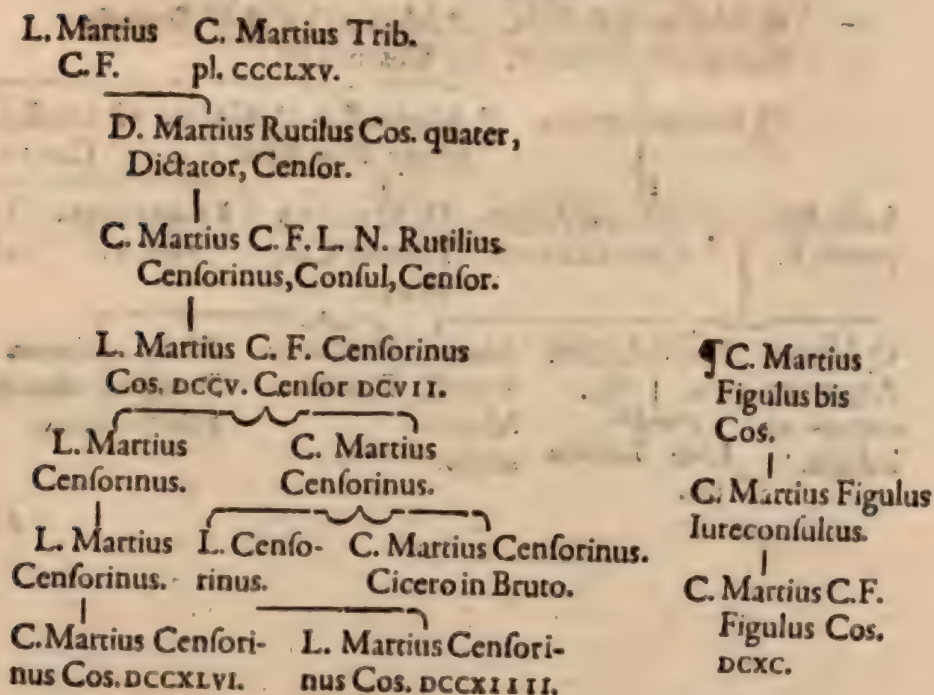 L. Martius C. Martius Trib.
C. F. pl. CCCLXV.
D. Martius Rutilus Cos. quater,
Dictator, Cenſor.
C. Martius C. F. L. N. Rutilius
Cenſorinus, Conſul, Cenſor.
L. Martius C. F. Cenſorinus
Cos. DCCV. Cenſor DCVII.
L. Martius
Cenſorinus.
C. Martius
Cenſorinus.
L. Martius
Cenſorinus.
L. Cenſo-
rinus.
C. Martius Cenſorinus.
Cicero in Bruto.
C. Martius Cenſori-
nus Cos. DCCXLVI.
L. Martius Cenſori-
nus Cos. DCCXIIII.
¶ C. Martius
Figulus bis
Cos.
C. Martius Figulus
Iureconſultus.
C. Martius C. F.
Figulus Cos.
DCXC.